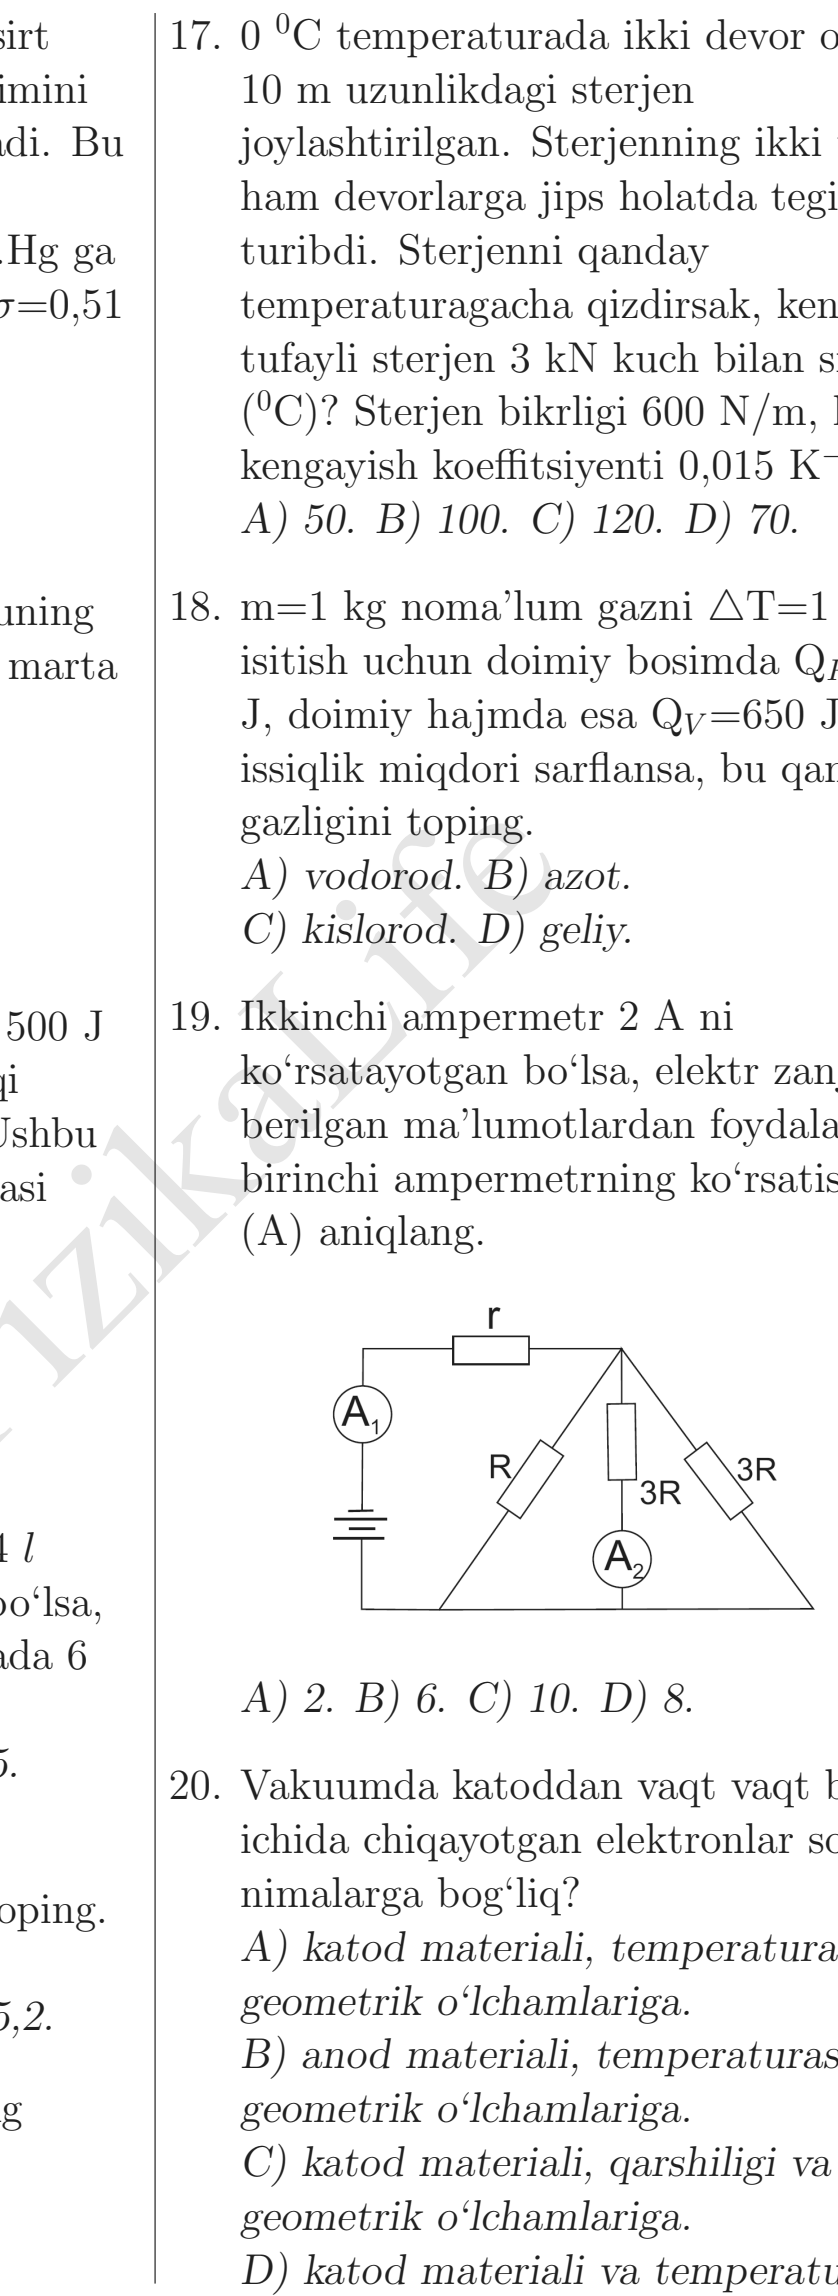 sirt
imini
adi. Bu
.Hg ga
σ=0,51
uning
marta
500 J
qi
Ushbu
asi
4 l
bo‘lsa,
ada 6
5.
oping.
5,2.
g
17. 0 ⁰C temperaturada ikki devor o
10 m uzunlikdagi sterjen
joylashtirilgan. Sterjenning ikki
ham devorlarga jips holatda tegi
turibdi. Sterjenni qanday
temperaturagacha qizdirsak, ken
tufayli sterjen 3 kN kuch bilan s
(⁰C)? Sterjen bikrligi 600 N/m,
kengayish koeffitsiyenti 0,015 K⁻
A) 50. B) 100. C) 120. D) 70.
18. m=1 kg noma’lum gazni △T=1
isitish uchun doimiy bosimda Q_P
J, doimiy hajmda esa Q_V=650 J
issiqlik miqdori sarflansa, bu qan
gazligini toping.
A) vodorod. B) azot.
C) kislorod. D) geliy.
19. Ikkinchi ampermetr 2 A ni
ko‘rsatayotgan bo‘lsa, elektr zan
berilgan ma’lumotlardan foydala
birinchi ampermetrning ko‘rsatis
(A) aniqlang.
r
A₁
R
3R
3R
A₂
A) 2. B) 6. C) 10. D) 8.
20. Vakuumda katoddan vaqt vaqt b
ichida chiqayotgan elektronlar so
nimalarga bog‘liq?
A) katod materiali, temperatura
geometrik o‘lchamlariga.
B) anod materiali, temperaturas
geometrik o‘lchamlariga.
C) katod materiali, qarshiligi va
geometrik o‘lchamlariga.
D) katod materiali va temperatu
FizikaLife